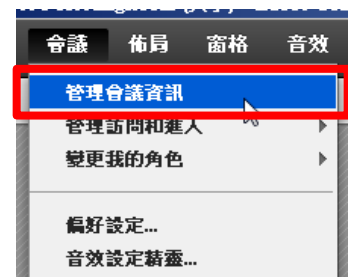 會議 佈局 窗格 音效
管理會議資訊
管理訪問和進入
變更我的角色
偏好設定...
音效設定精靈...